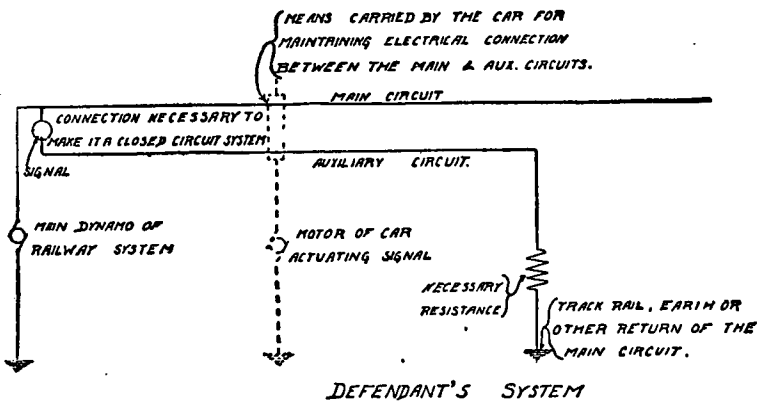 MEANS CARRIED BY THE CAR FOR
MAINTAINING ELECTRICAL CONNECTION
BETWEEN THE MAIN & AUX. CIRCUITS.
MAIN CIRCUIT
CONNECTION NECESSARY TO
MAKE IT A CLOSED CIRCUIT SYSTEM
SIGNAL
AUXILIARY CIRCUIT.
MAIN DYNAMO OF
RAILWAY SYSTEM
MOTOR OF CAR
ACTUATING SIGNAL
NECESSARY
RESISTANCE
TRACK RAIL, EARTH OR
OTHER RETURN OF THE
MAIN CIRCUIT.
DEFENDANT'S SYSTEM